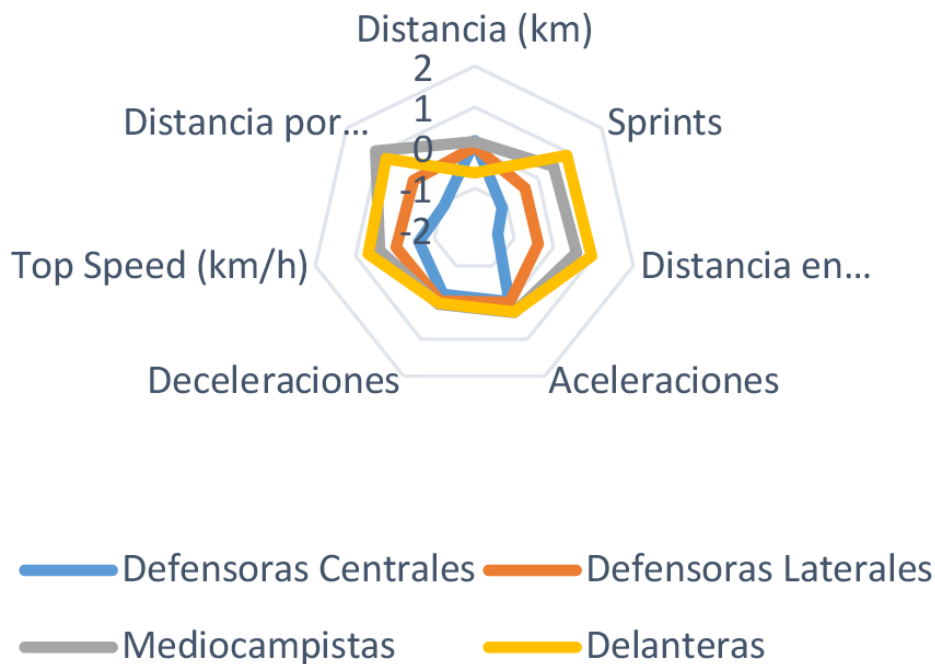 Distancia (km)
2
Distancia por...
1
Sprints
0
-1
-2
Top Speed (km/h)
Distancia en...
Deceleraciones
Aceleraciones
Defensoras Centrales
Defensoras Laterales
Mediocampistas
Delanteras